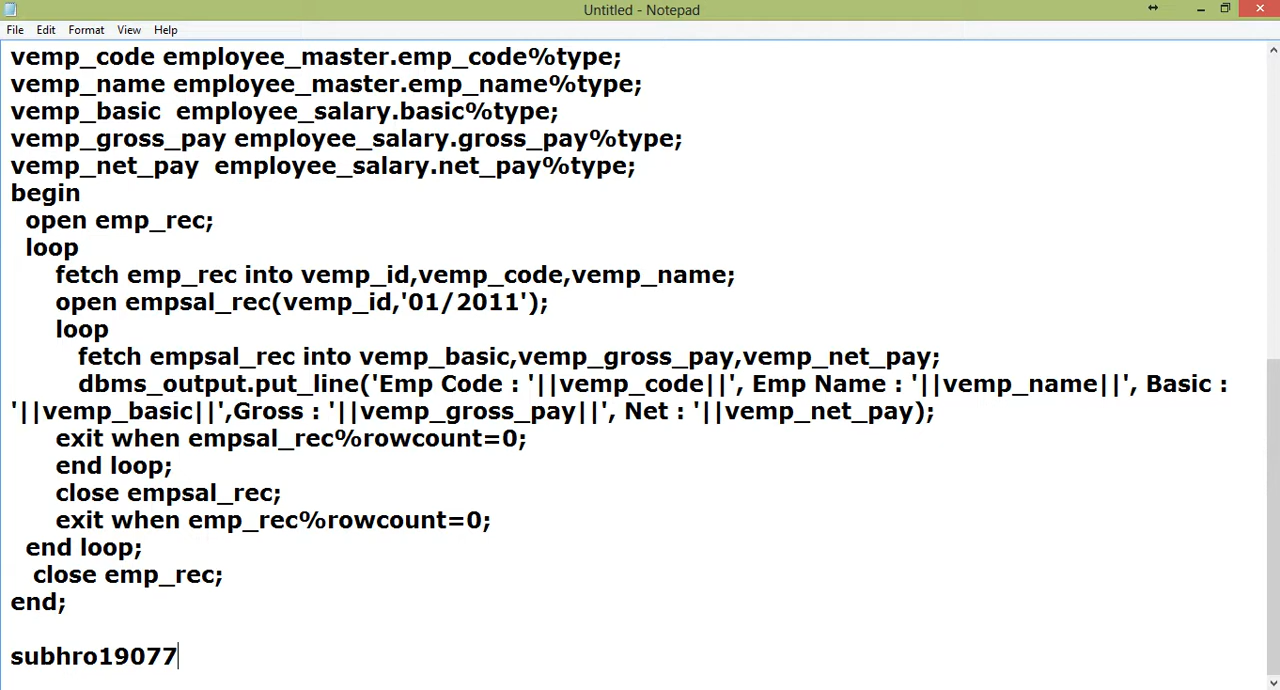 Untitled - Notepad
File Edit Format View Help
vemp_code employee_master.emp_code%type;
vemp_name employee_master.emp_name%type;
vemp_basic  employee_salary.basic%type;
vemp_gross_pay employee_salary.gross_pay%type;
vemp_net_pay  employee_salary.net_pay%type;
begin
  open emp_rec;
  loop
      fetch emp_rec into vemp_id,vemp_code,vemp_name;
      open empsal_rec(vemp_id,'01/2011');
      loop
         fetch empsal_rec into vemp_basic,vemp_gross_pay,vemp_net_pay;
         dbms_output.put_line('Emp Code : '||vemp_code||', Emp Name : '||vemp_name||', Basic :
'||vemp_basic||',Gross : '||vemp_gross_pay||', Net : '||vemp_net_pay);
      exit when empsal_rec%rowcount=0;
      end loop;
      close empsal_rec;
      exit when emp_rec%rowcount=0;
  end loop;
   close emp_rec;
end;
subhro19077